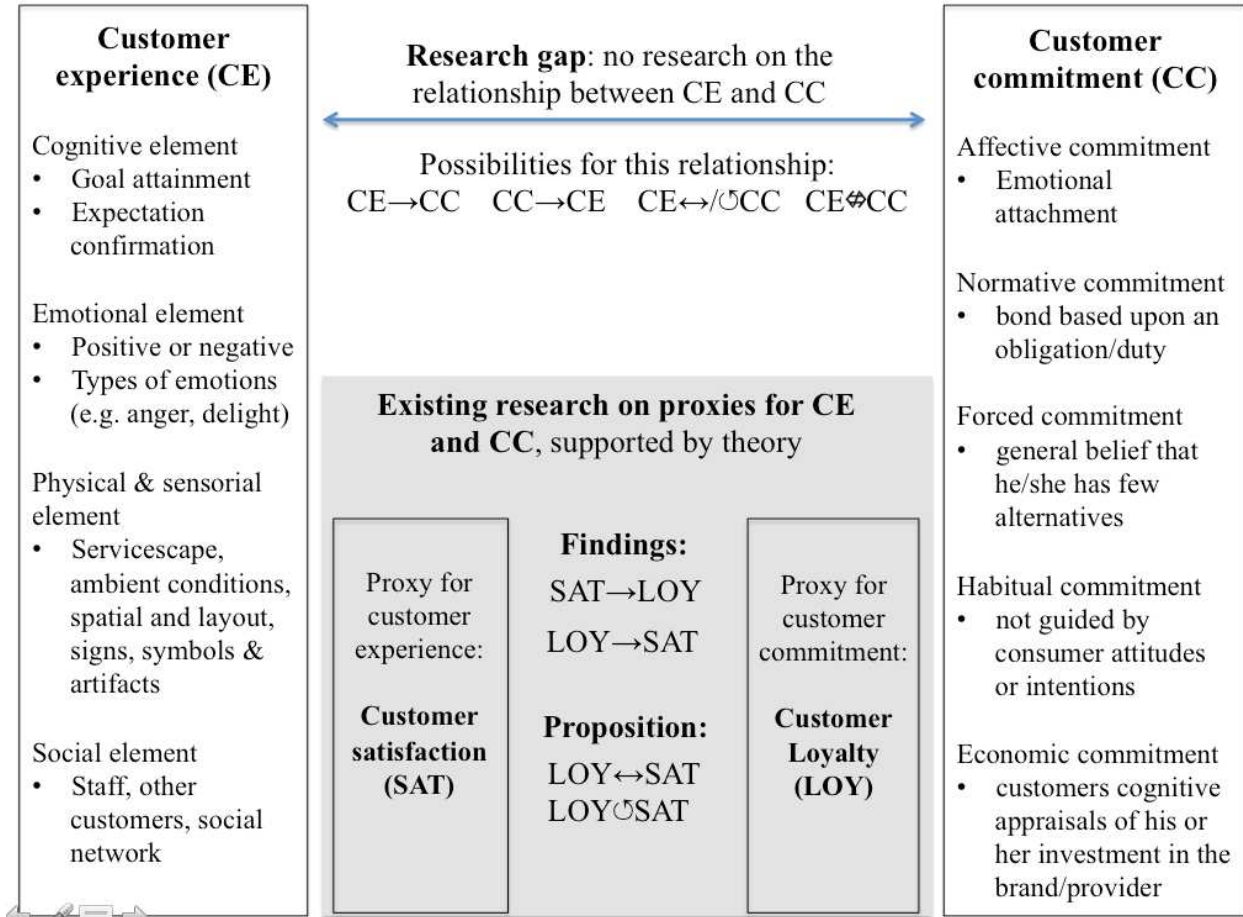 Customer
experience (CE)
Cognitive element
• Goal attainment
• Expectation
confirmation
Emotional element
• Positive or negative
• Types of emotions
(e.g. anger, delight)
Physical & sensorial
element
• Servicescape,
ambient conditions,
spatial and layout,
signs, symbols &
artifacts
Social element
• Staff, other
customers, social
network
Research gap: no research on the
relationship between CE and CC
Possibilities for this relationship:
CE→CC CC→CE CE↔/↺CC CE⇎CC
Existing research on proxies for CE
and CC, supported by theory
Proxy for
customer
experience:
Customer
satisfaction
(SAT)
Findings:
SAT→LOY
LOY→SAT
Proposition:
LOY↔SAT
LOY↺SAT
Proxy for
customer
commitment:
Customer
Loyalty
(LOY)
Customer
commitment (CC)
Affective commitment
• Emotional
attachment
Normative commitment
• bond based upon an
obligation/duty
Forced commitment
• general belief that
he/she has few
alternatives
Habitual commitment
• not guided by
consumer attitudes
or intentions
Economic commitment
• customers cognitive
appraisals of his or
her investment in the
brand/provider